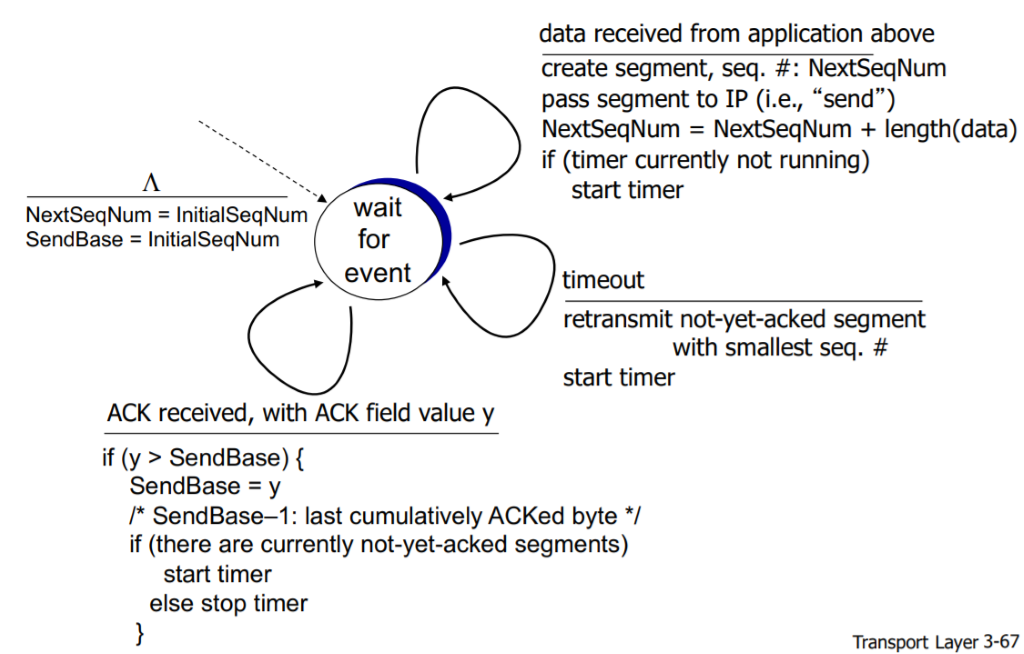 data received from application above
create segment, seq. #: NextSeqNum
pass segment to IP (i.e., “send”)
NextSeqNum = NextSeqNum + length(data)
if (timer currently not running)
start timer
Λ
NextSeqNum = InitialSeqNum
SendBase = InitialSeqNum
wait
for
event
timeout
retransmit not-yet-acked segment
with smallest seq. #
start timer
ACK received, with ACK field value y
if (y > SendBase) {
SendBase = y
/* SendBase–1: last cumulatively ACKed byte */
if (there are currently not-yet-acked segments)
start timer
else stop timer
}
Transport Layer 3-67